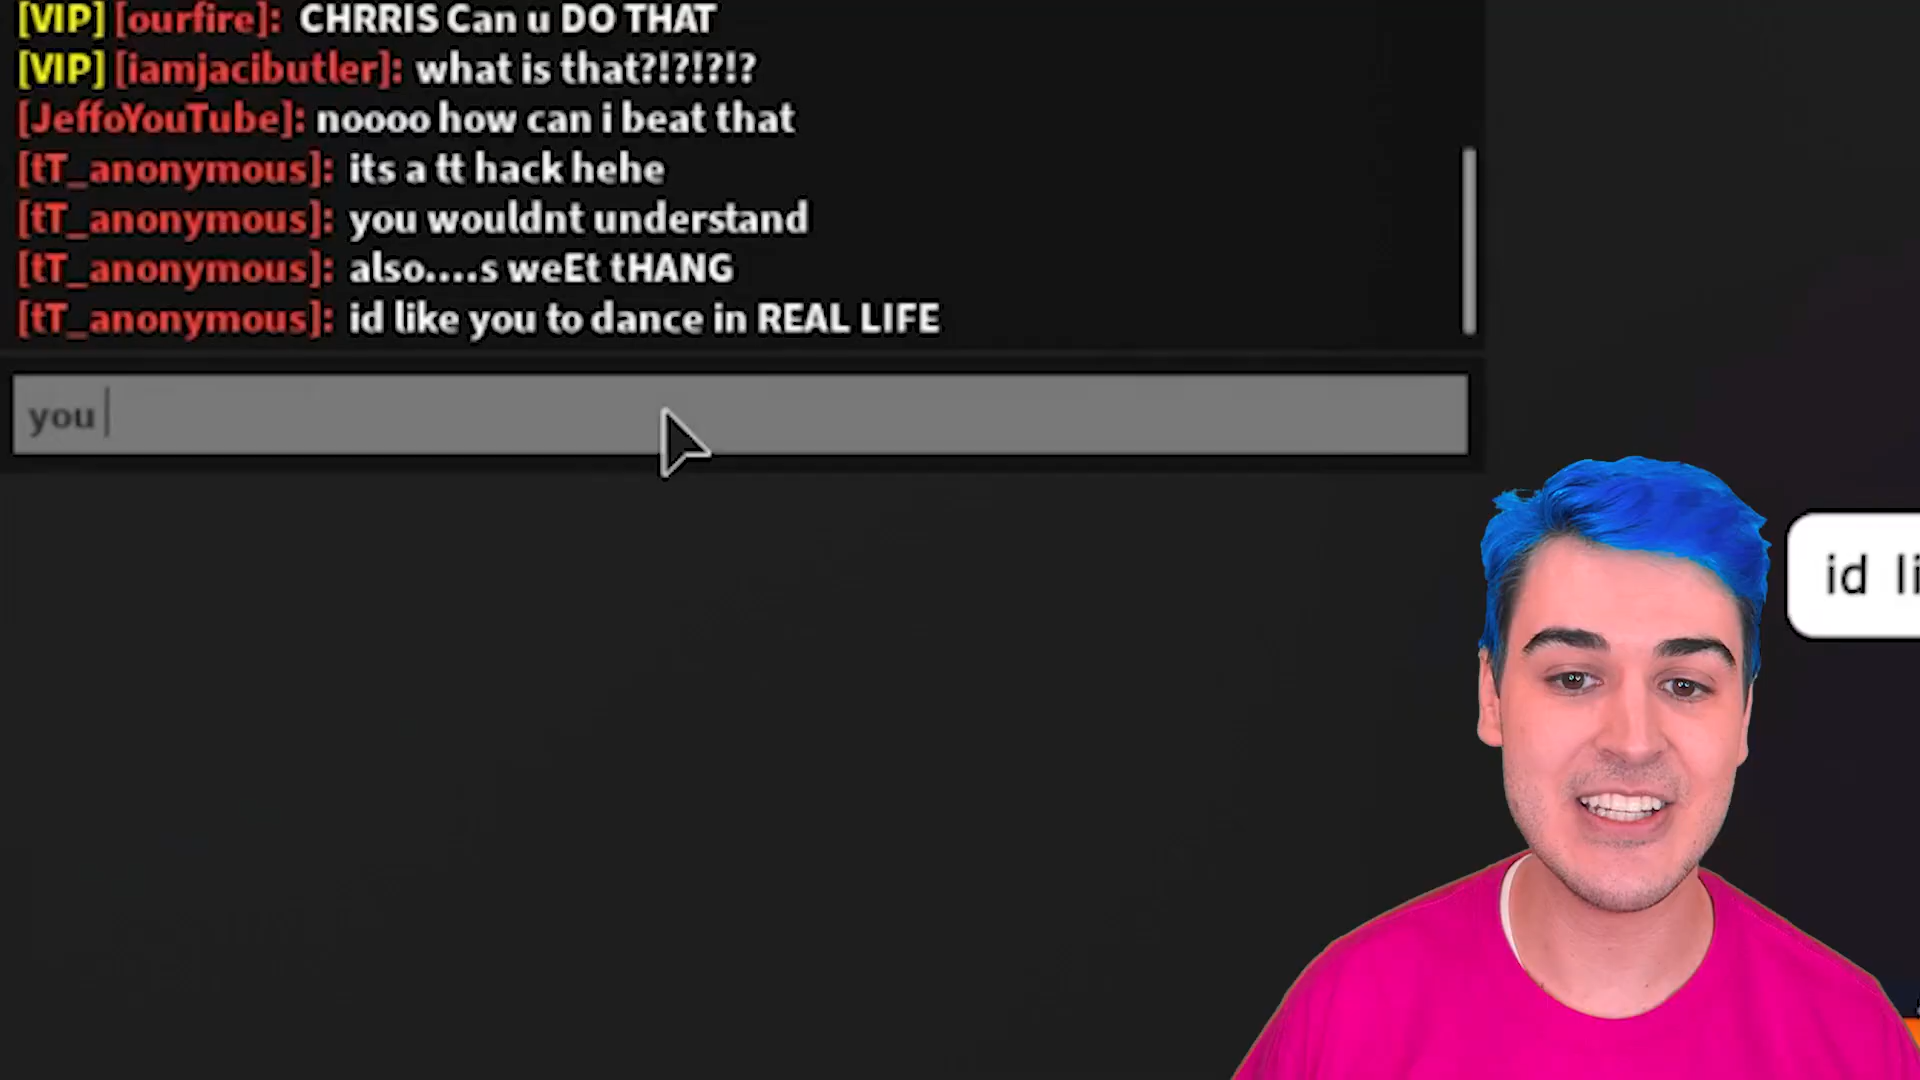 [VIP] [ourfire]: CHRRIS Can u DO THAT
[VIP] [iamjacibutler]: what is that?!?!?!?
[JeffoYouTube]: noooo how can i beat that
[tT_anonymous]: its a tt hack hehe
[tT_anonymous]: you wouldnt understand
[tT_anonymous]: also....s weEt tHANG
[tT_anonymous]: id like you to dance in REAL LIFE
you
id li